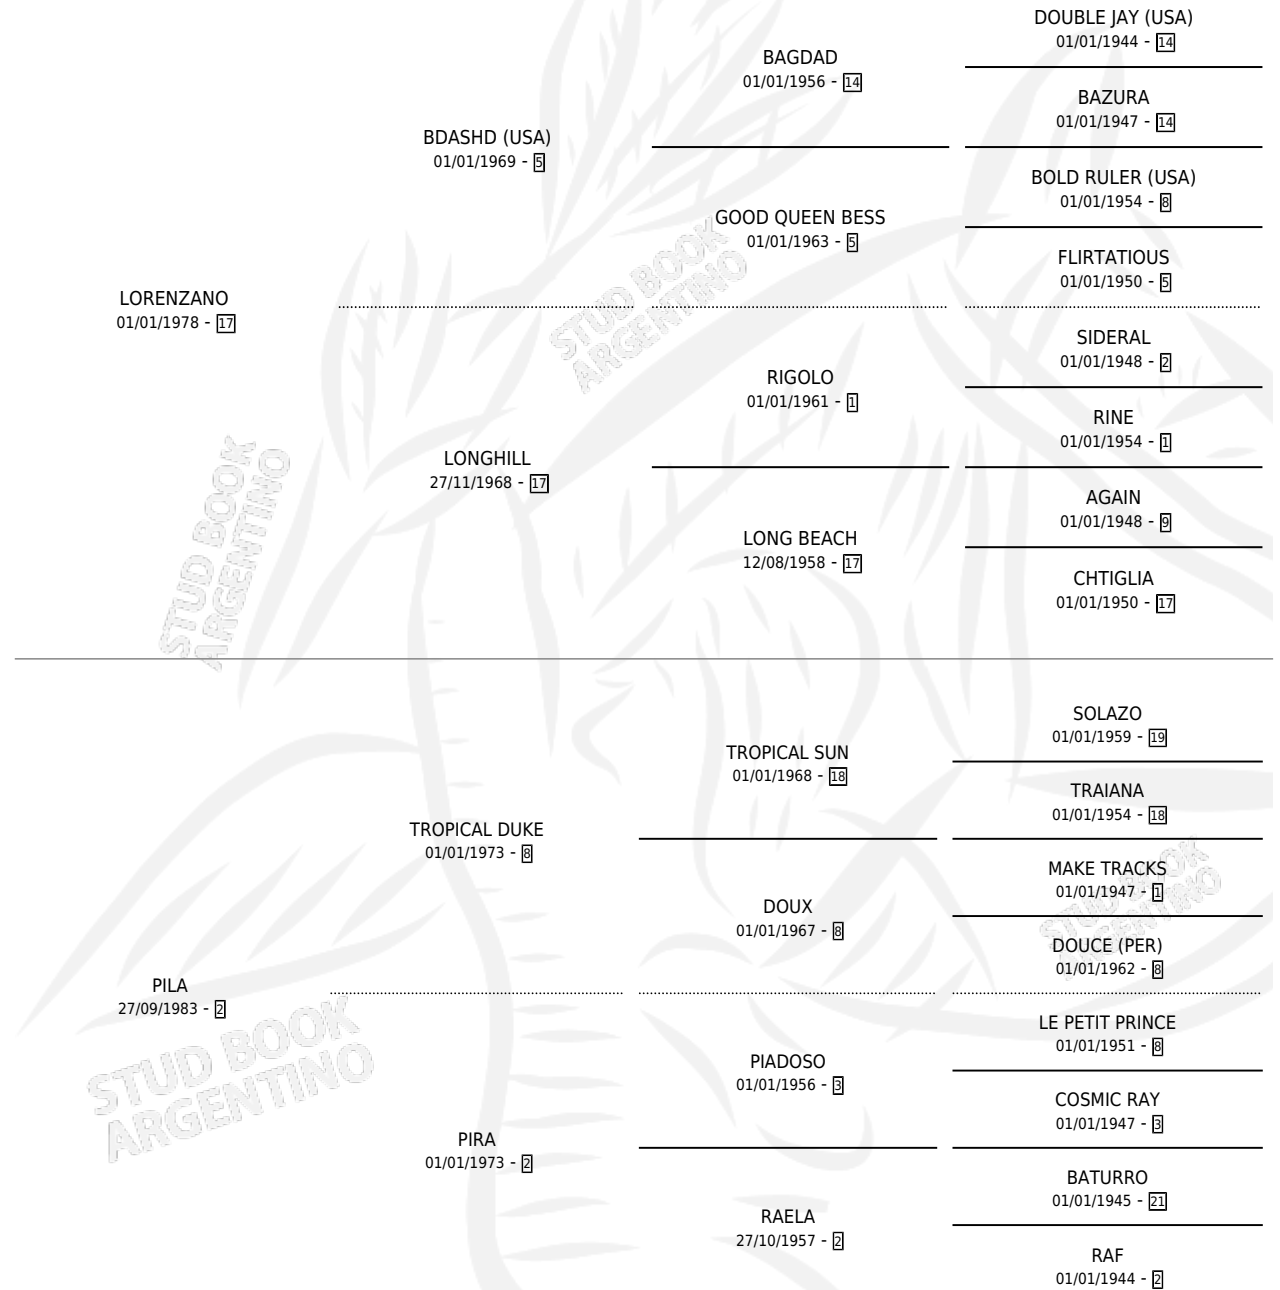 DOUBLE JAY (USA)
01/01/1944 - 14
BAGDAD
01/01/1956 - 14
BAZURA
01/01/1947 - 14
BDASHD (USA)
01/01/1969 - 5
BOLD RULER (USA)
01/01/1954 - 8
GOOD QUEEN BESS
01/01/1963 - 5
FLIRTATIOUS
01/01/1950 - 5
LORENZANO
01/01/1978 - 17
SIDERAL
01/01/1948 - 2
RIGOLO
01/01/1961 - 1
RINE
01/01/1954 - 1
LONGHILL
27/11/1968 - 17
AGAIN
01/01/1948 - 9
LONG BEACH
12/08/1958 - 17
CHTIGLIA
01/01/1950 - 17
SOLAZO
01/01/1959 - 19
TROPICAL SUN
01/01/1968 - 18
TRAIANA
01/01/1954 - 18
TROPICAL DUKE
01/01/1973 - 8
MAKE TRACKS
01/01/1947 - 1
DOUX
01/01/1967 - 8
DOUCE (PER)
01/01/1962 - 8
PILA
27/09/1983 - 2
LE PETIT PRINCE
01/01/1951 - 8
PIADOSO
01/01/1956 - 3
COSMIC RAY
01/01/1947 - 3
PIRA
01/01/1973 - 2
BATURRO
01/01/1945 - 21
RAELA
27/10/1957 - 2
RAF
01/01/1944 - 2
STUD BOOK
ARGENTINO
STUD BOOK
ARGENTINO
STUD BOOK
ARGENTINO
STUD BOOK
ARGENTINO